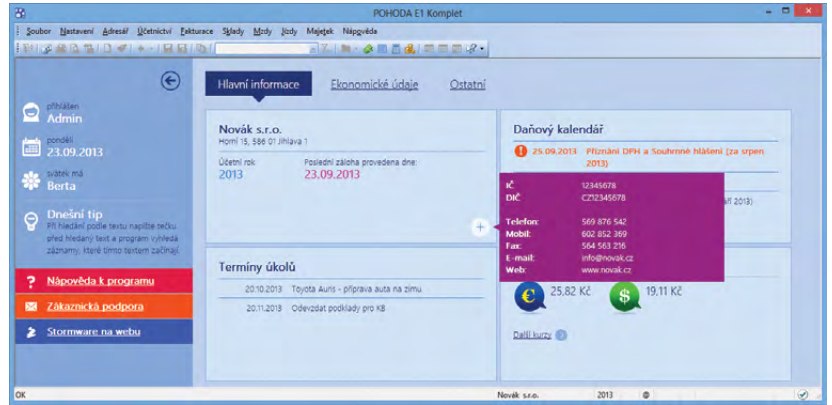 POHODA E1 Komplet
Soubor Nastavení Adresář Účetnictví Fakturace Sklady Mzdy Jízdy Majetek Nápověda
přihlášen
Admin
pondělí
23.09.2013
svátek má
Berta
Dnešní tip
Při hledání podle textu napište tečku
před hledaný text a program vyhledá
záznamy, které tímto textem začínají.
Nápověda k programu
Zákaznická podpora
Stormware na webu
Hlavní informace Ekonomické údaje Ostatní
Novák s.r.o.
Horní 15, 586 01 Jihlava 1
Účetní rok: Poslední záloha provedena dne:
2013 23.09.2013
Termíny úkolů
20.10.2013 Toyota Auris - příprava auta na zimu
20.11.2013 Odevzdat podklady pro KB
Daňový kalendář
25.09.2013 Přiznání DPH a Souhrnné hlášení (za srpen
2013)
2013)
IČ 12345678
DIČ CZ12345678
Telefon: 569 876 542
Mobil: 602 852 369
Fax: 564 563 216
E-mail: info@novak.cz
Web: www.novak.cz
€ 25,82 Kč $ 19,11 Kč
Další kurzy
OK Novák s.r.o. 2013 @